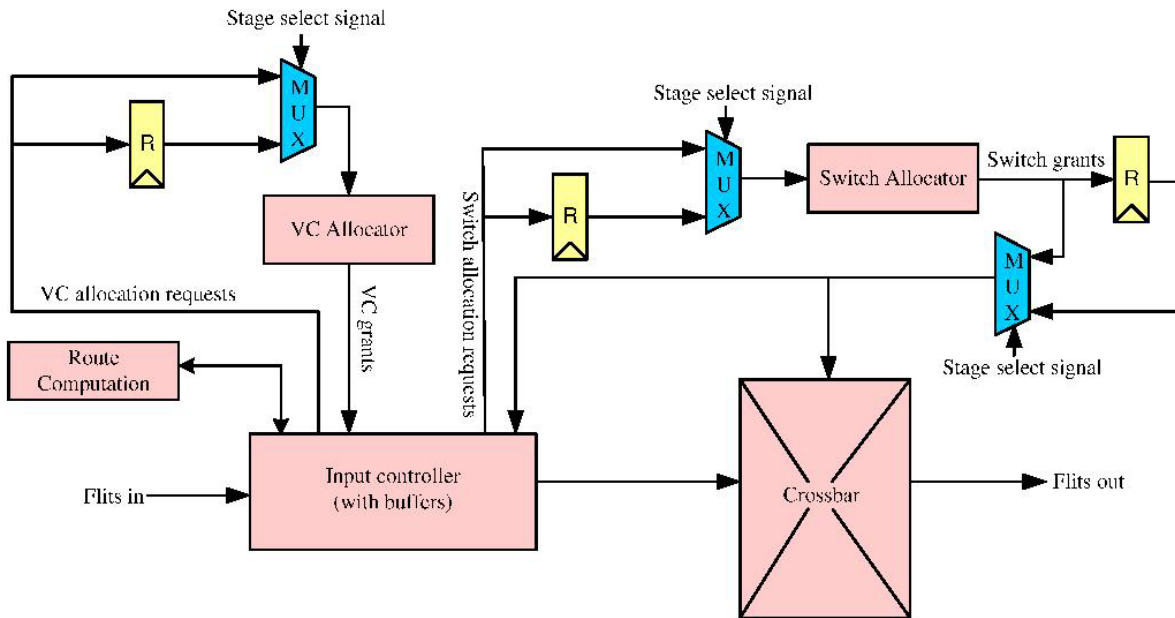 Stage select signal
M
U
X
R
VC Allocator
VC allocation requests
VC grants
Route
Computation
Flits in
Input controller
(with buffers)
Switch allocation requests
Stage select signal
M
U
X
R
Switch Allocator
Switch grants
R
M
U
X
Stage select signal
Crossbar
Flits out